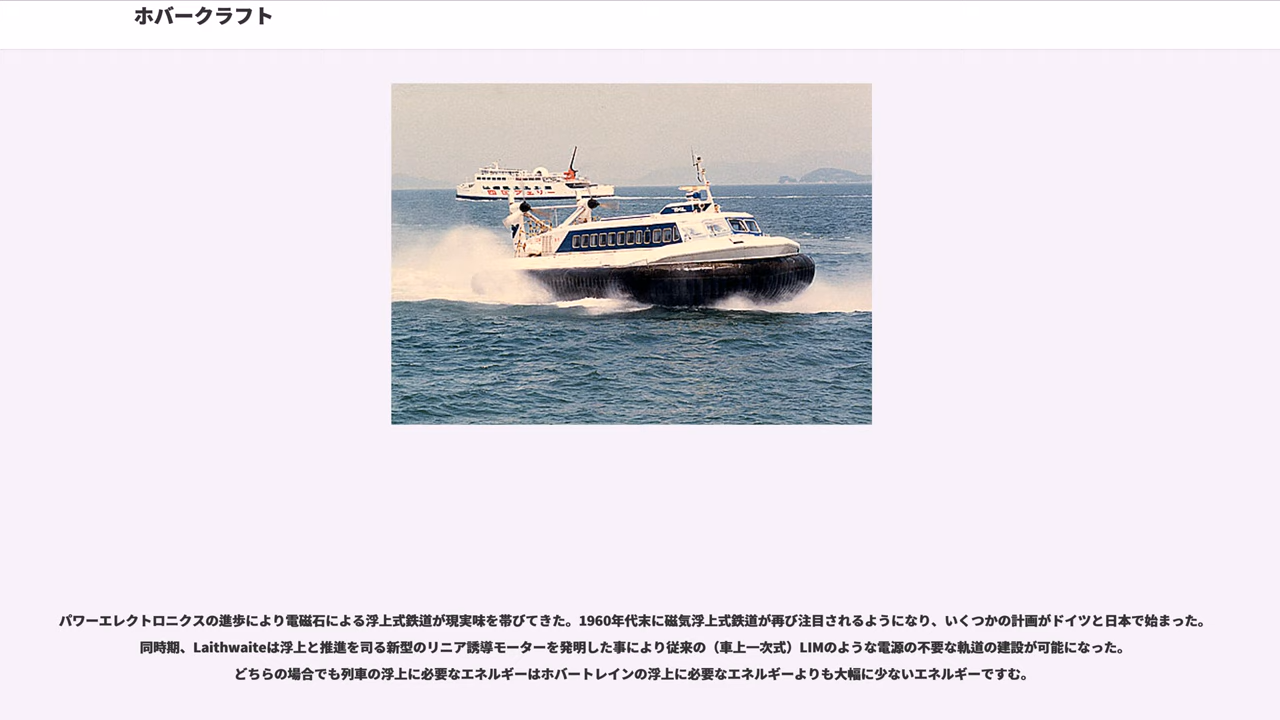 ホバークラフト
パワーエレクトロニクスの進歩により電磁石による浮上式鉄道が現実味を帯びてきた。1960年代末に磁気浮上式鉄道が再び注目されるようになり、いくつかの計画がドイツと日本で始まった。
同時期、Laithwaiteは浮上と推進を司る新型のリニア誘導モーターを発明した事により従来の（車上一次式）LIMのような電源の不要な軌道の建設が可能になった。
どちらの場合でも列車の浮上に必要なエネルギーはホバートレインの浮上に必要なエネルギーよりも大幅に少ないエネルギーですむ。